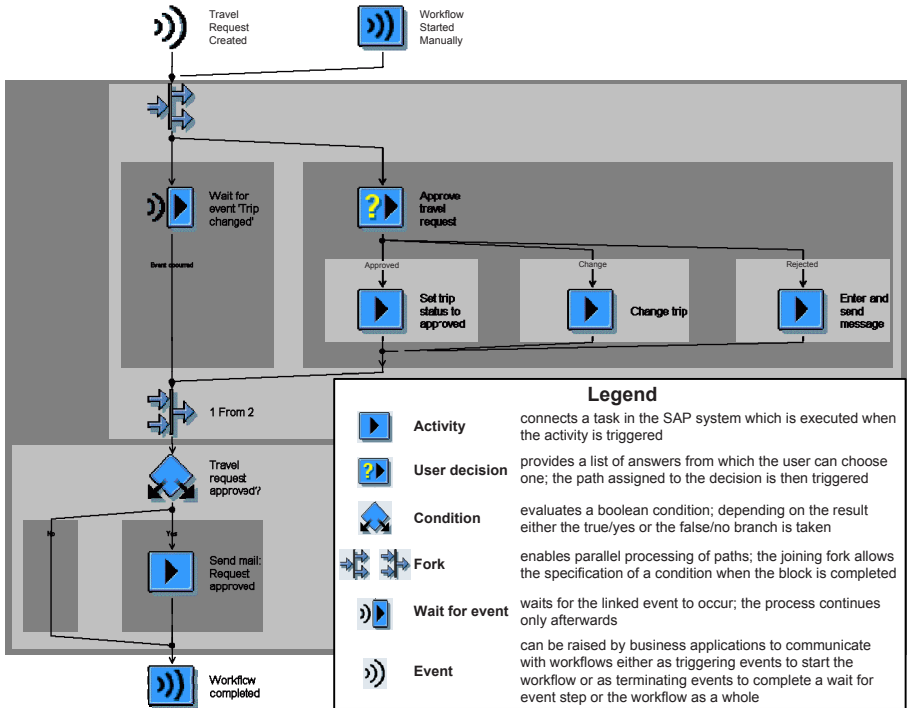 Travel
Request
Created
Workflow
Started
Manually
Wait for
event 'Trip
changed'
Approve
travel
request
Event occurred
Approved
Change
Rejected
Set trip
status to
approved
Change trip
Enter and
send
message
1 From 2
Travel
request
approved?
No
Yes
Send mail:
Request
approved
Workflow
completed
Legend
Activity
connects a task in the SAP system which is executed when
the activity is triggered
User decision
provides a list of answers from which the user can choose
one; the path assigned to the decision is then triggered
Condition
evaluates a boolean condition; depending on the result
either the true/yes or the false/no branch is taken
Fork
enables parallel processing of paths; the joining fork allows
the specification of a condition when the block is completed
Wait for event
waits for the linked event to occur; the process continues
only afterwards
Event
can be raised by business applications to communicate
with workflows either as triggering events to start the
workflow or as terminating events to complete a wait for
event step or the workflow as a whole